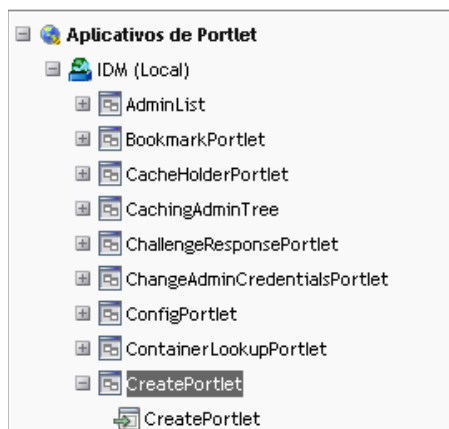 Aplicativos de Portlet
IDM (Local)
AdminList
BookmarkPortlet
CacheHolderPortlet
CachingAdminTree
ChallengeResponsePortlet
ChangeAdminCredentialsPortlet
ConfigPortlet
ContainerLookupPortlet
CreatePortlet
CreatePortlet